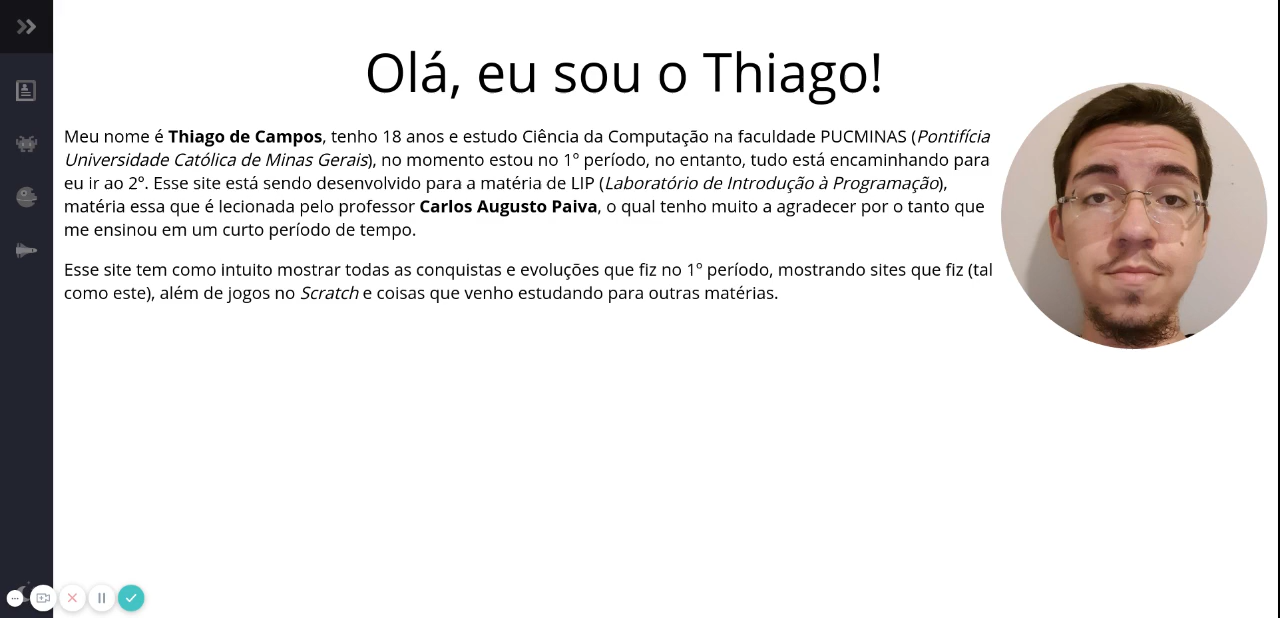 Olá, eu sou o Thiago!
Meu nome é Thiago de Campos, tenho 18 anos e estudo Ciência da Computação na faculdade PUCMINAS (Pontifícia
Universidade Católica de Minas Gerais), no momento estou no 1º período, no entanto, tudo está encaminhando para
eu ir ao 2º. Esse site está sendo desenvolvido para a matéria de LIP (Laboratório de Introdução à Programação),
matéria essa que é lecionada pelo professor Carlos Augusto Paiva, o qual tenho muito a agradecer por o tanto que
me ensinou em um curto período de tempo.
Esse site tem como intuito mostrar todas as conquistas e evoluções que fiz no 1º período, mostrando sites que fiz (tal
como este), além de jogos no Scratch e coisas que venho estudando para outras matérias.